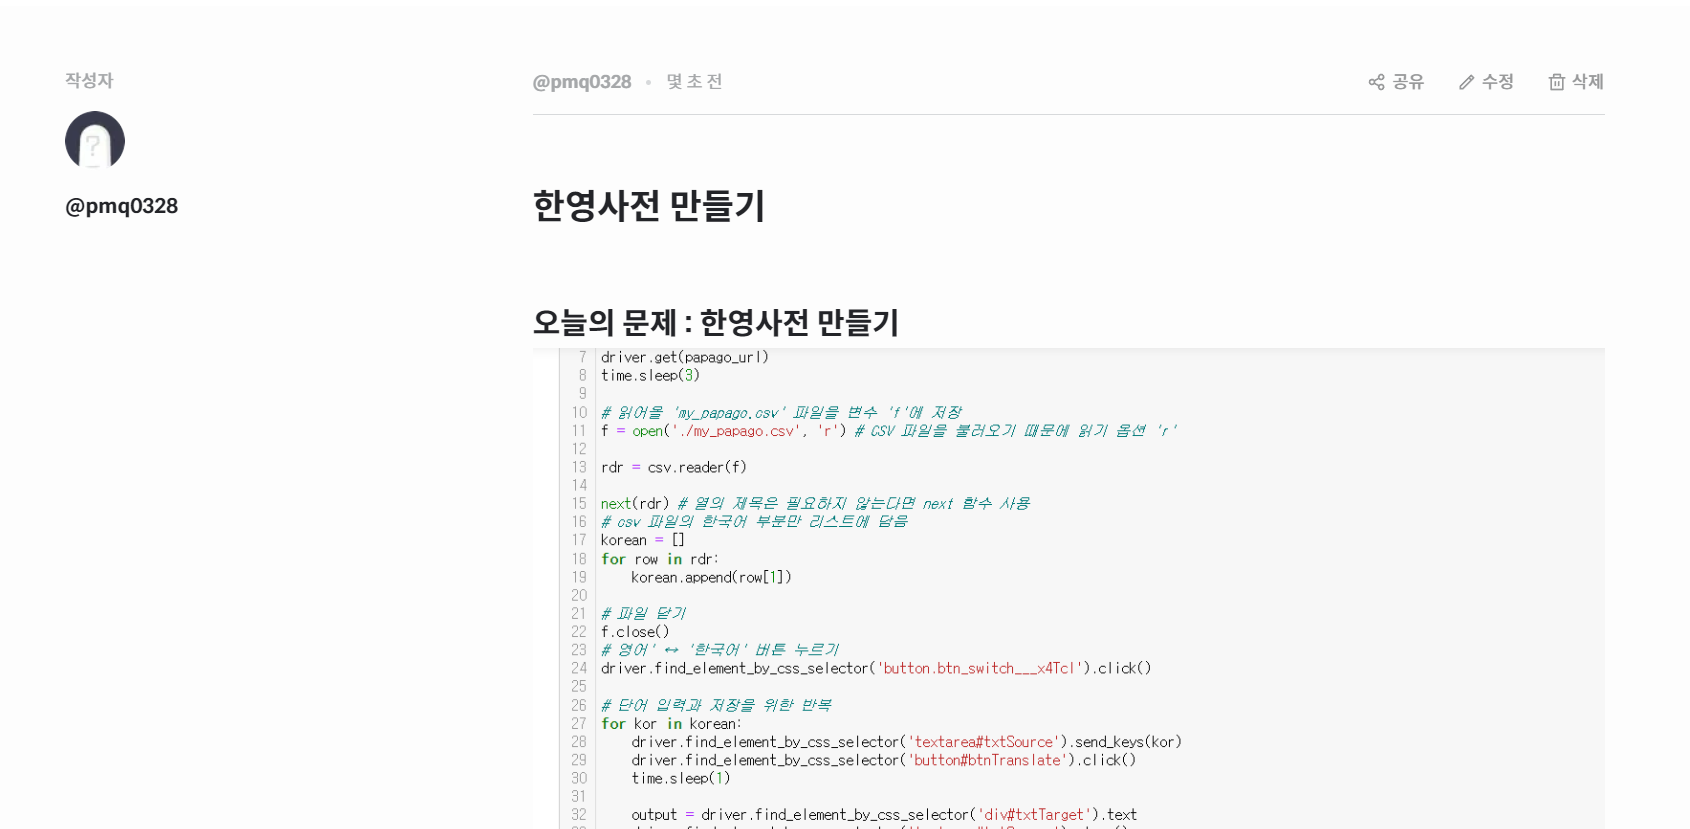 작성자
@pmq0328
@pmq0328 • 몇 초 전 공유 수정 삭제
한영사전 만들기
오늘의 문제 : 한영사전 만들기
7 driver.get(papago_url)
8 time.sleep(3)
9
10 # 읽어올 'my_papago.csv' 파일을 변수 'f'에 저장
11 f = open('./my_papago.csv', 'r') # CSV 파일을 불러오기 때문에 읽기 옵션 'r'
12
13 rdr = csv.reader(f)
14
15 next(rdr) # 열의 제목은 필요하지 않는다면 next 함수 사용
16 # csv 파일의 한국어 부분만 리스트에 담음
17 korean = []
18 for row in rdr:
19 korean.append(row[1])
20
21 # 파일 닫기
22 f.close()
23 # 영어' ↔ '한국어' 버튼 누르기
24 driver.find_element_by_css_selector('button.btn_switch___x4Tcl').click()
25
26 # 단어 입력과 저장을 위한 반복
27 for kor in korean:
28 driver.find_element_by_css_selector('textarea#txtSource').send_keys(kor)
29 driver.find_element_by_css_selector('button#btnTranslate').click()
30 time.sleep(1)
31
32 output = driver.find_element_by_css_selector('div#txtTarget').text